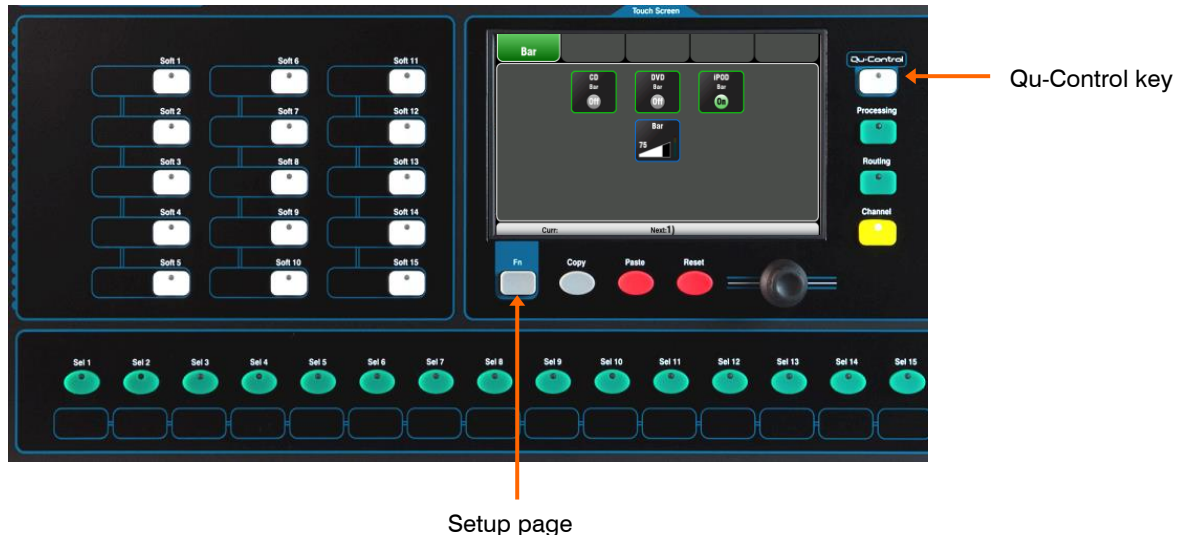 Touch Screen
Soft 1 Soft 6 Soft 11
Soft 2 Soft 7 Soft 12
Soft 3 Soft 8 Soft 13
Soft 4 Soft 9 Soft 14
Soft 5 Soft 10 Soft 15
Bar
CD DVD iPOD
Bar Bar Bar
Off Off On
Bar
75
Curr: Next:1)
Qu-Control
Processing
Routing
Channel
Qu-Control key
Fn Copy Paste Reset
Sel 1 Sel 2 Sel 3 Sel 4 Sel 5 Sel 6 Sel 7 Sel 8 Sel 9 Sel 10 Sel 11 Sel 12 Sel 13 Sel 14 Sel 15
Setup page